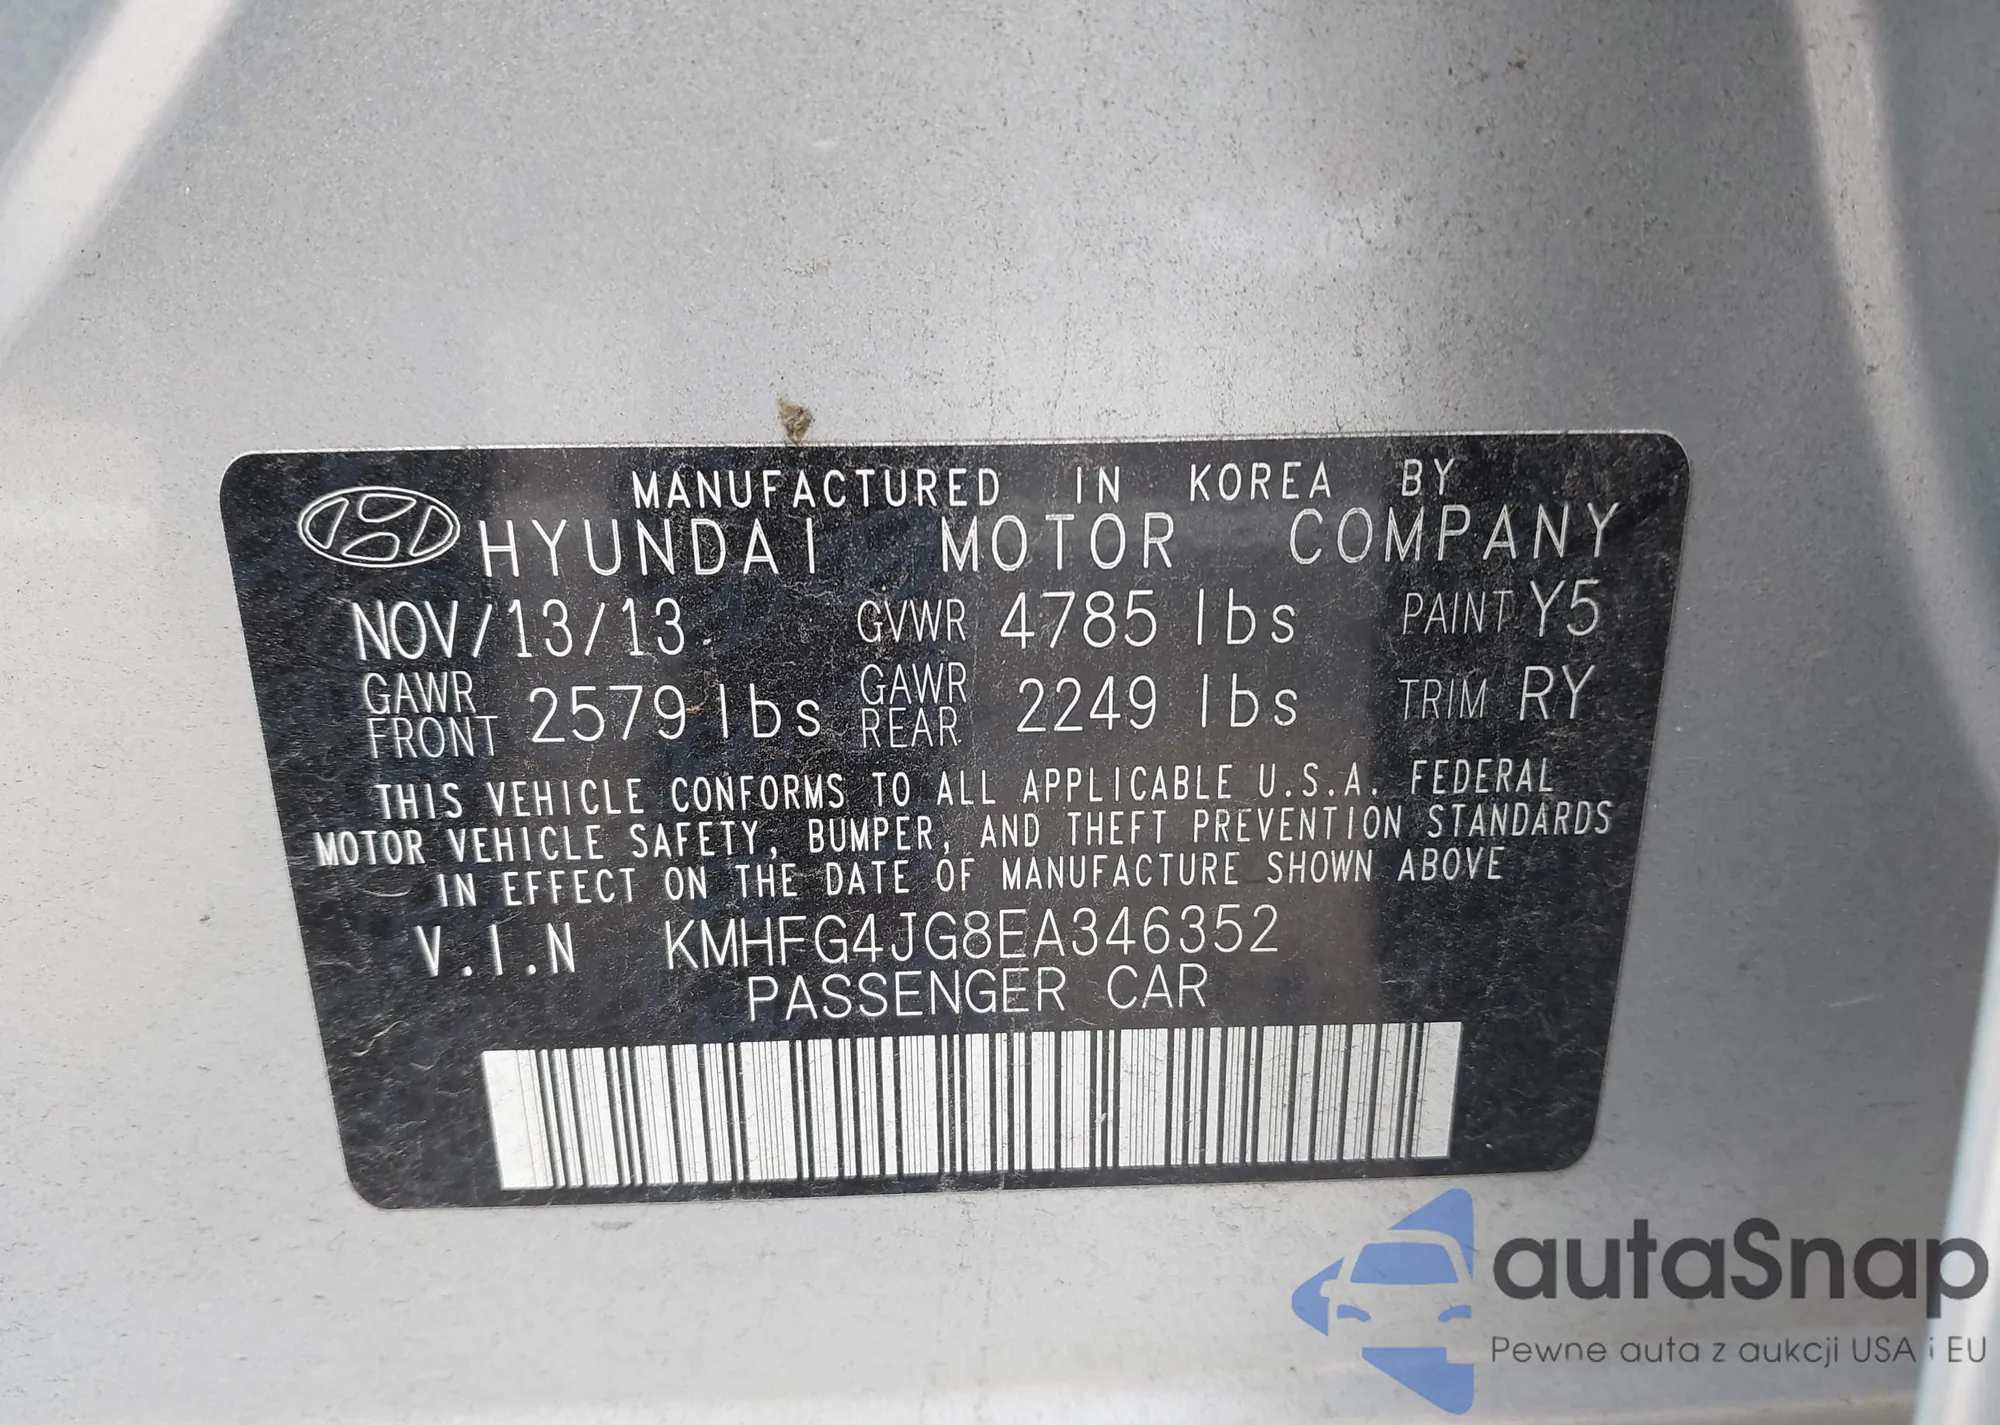 MANUFACTURED IN KOREA BY
HYUNDAI MOTOR COMPANY
NOV/13/13 GVWR 4785 lbs PAINT Y5
GAWR FRONT 2579 lbs GAWR REAR 2249 lbs TRIM RY
THIS VEHICLE CONFORMS TO ALL APPLICABLE U.S.A. FEDERAL
MOTOR VEHICLE SAFETY, BUMPER, AND THEFT PREVENTION STANDARDS
IN EFFECT ON THE DATE OF MANUFACTURE SHOWN ABOVE
V.I.N KMHFG4JG8EA346352
PASSENGER CAR
autaSnap
Pewne auta z aukcji USA i EU